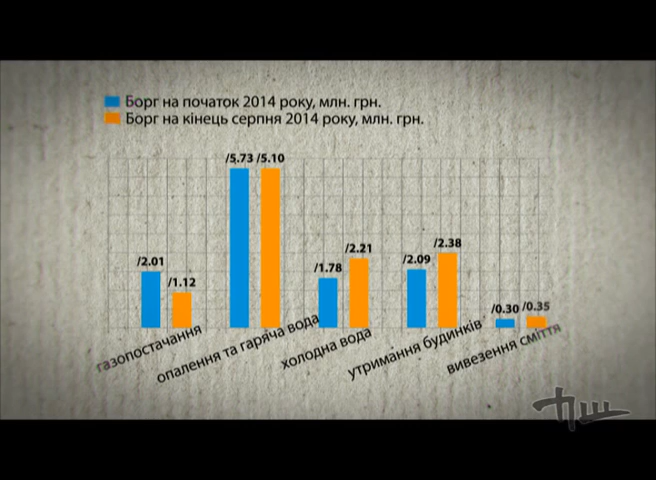 Борг на початок 2014 року, млн. грн.
Борг на кінець серпня 2014 року, млн. грн.
/5.73 /5.10
/2.01 /1.12 /1.78 /2.21 /2.09 /2.38 /0.30 /0.35
газопостачання
опалення та гаряча вода
холодна вода
утримання будинків
вивезення сміття